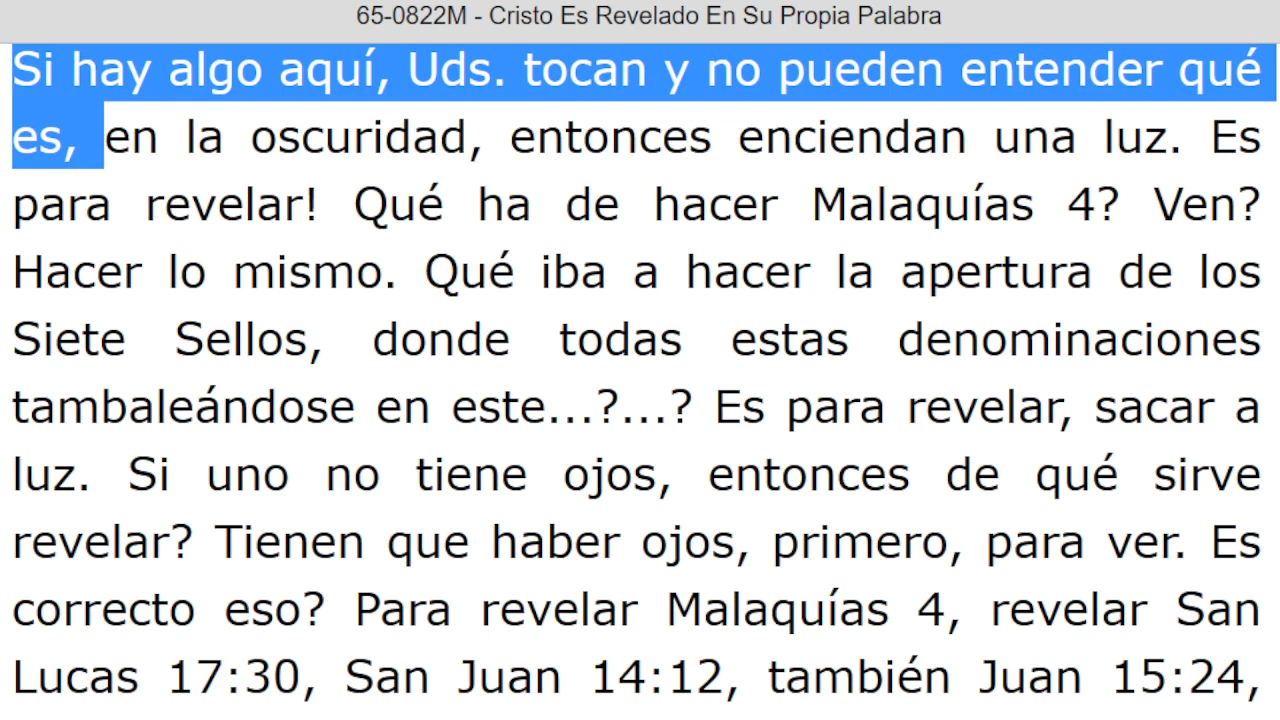 65-0822M - Cristo Es Revelado En Su Propia Palabra
Si hay algo aquí, Uds. tocan y no pueden entender qué
es, en la oscuridad, entonces enciendan una luz. Es
para revelar! Qué ha de hacer Malaquías 4? Ven?
Hacer lo mismo. Qué iba a hacer la apertura de los
Siete Sellos, donde todas estas denominaciones
tambaleándose en este...?...? Es para revelar, sacar a
luz. Si uno no tiene ojos, entonces de qué sirve
revelar? Tienen que haber ojos, primero, para ver. Es
correcto eso? Para revelar Malaquías 4, revelar San
Lucas 17:30, San Juan 14:12, también Juan 15:24,